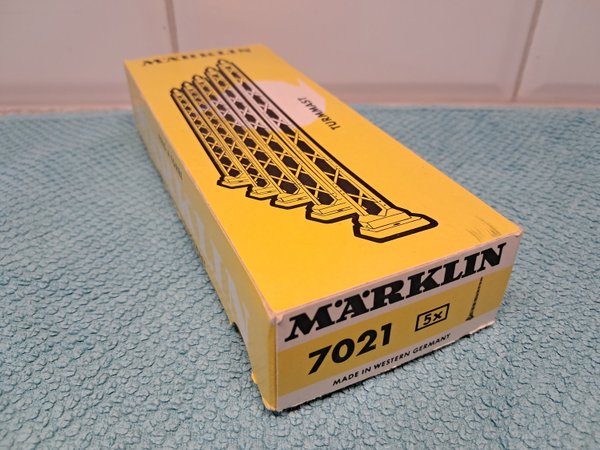 MÄRKLIN
TURMMAST
MÄRKLIN
7021 5x
MADE IN WESTERN GERMANY